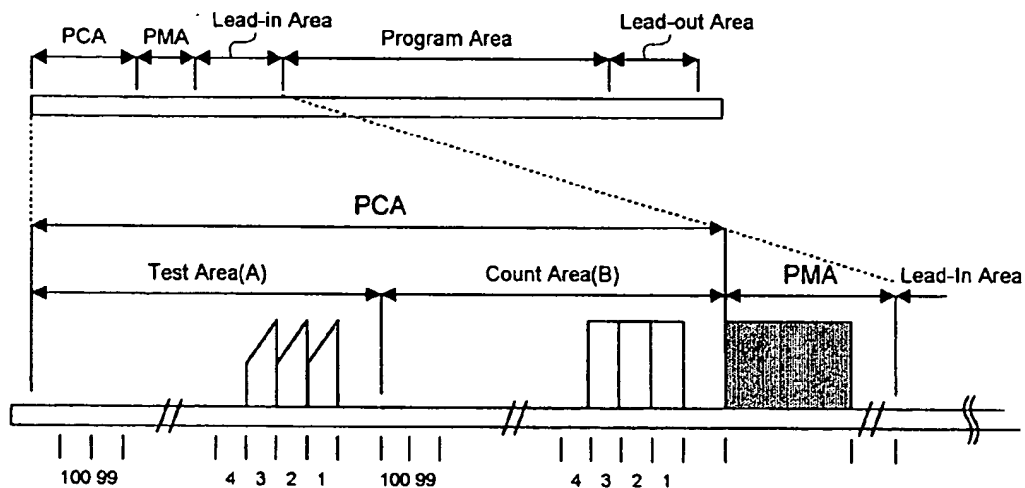 Lead-in Area
PCA PMA Program Area Lead-out Area
PCA
Test Area(A) Count Area(B) PMA Lead-In Area
100 99 4 3 2 1 100 99 4 3 2 1